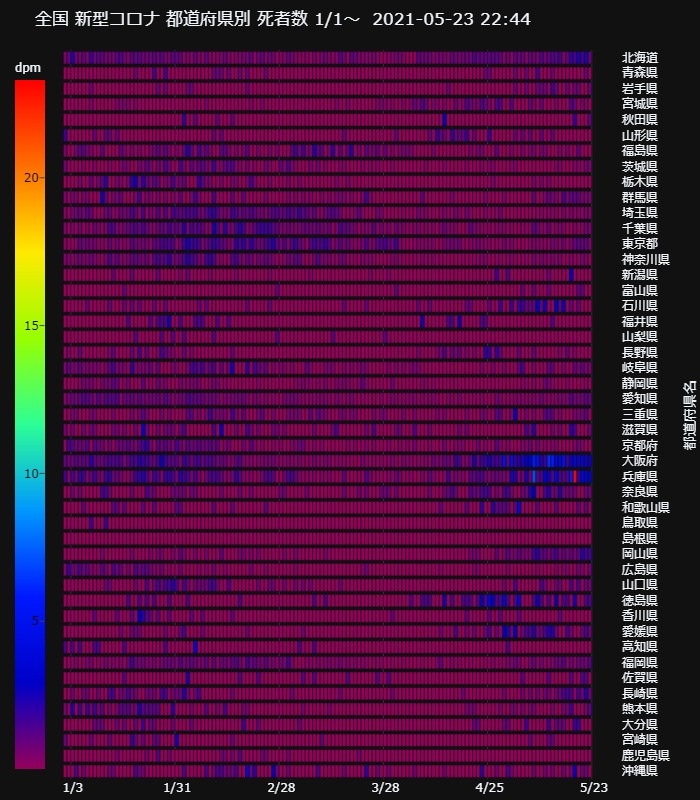 全国 新型コロナ 都道府県別 死者数 1/1～ 2021-05-23 22:44
dpm
20
15
10
5
北海道
青森県
岩手県
宮城県
秋田県
山形県
福島県
茨城県
栃木県
群馬県
埼玉県
千葉県
東京都
神奈川県
新潟県
富山県
石川県
福井県
山梨県
長野県
岐阜県
静岡県
愛知県
三重県
滋賀県
京都府
大阪府
兵庫県
奈良県
和歌山県
鳥取県
島根県
岡山県
広島県
山口県
徳島県
香川県
愛媛県
高知県
福岡県
佐賀県
長崎県
熊本県
大分県
宮崎県
鹿児島県
沖縄県
都道府県名
1/3 1/31 2/28 3/28 4/25 5/23